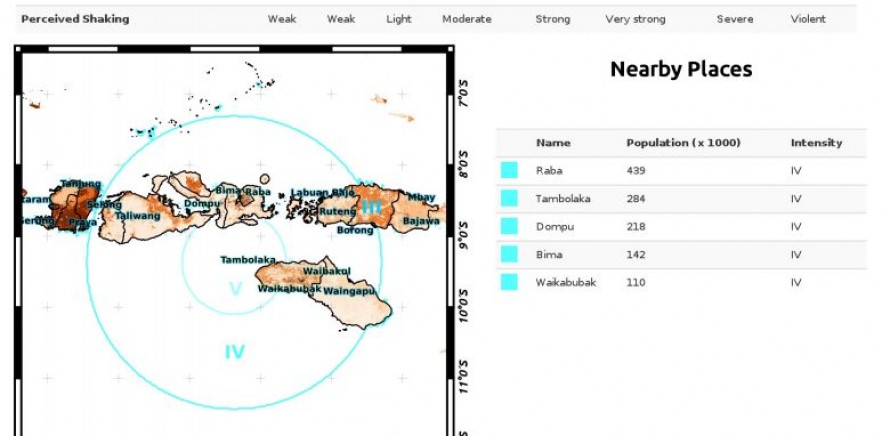 Perceived Shaking Weak Weak Light Moderate Strong Very strong Severe Violent
Nearby Places
Name Population (x 1000) Intensity
Raba 439 IV
Tambolaka 284 IV
Dompu 218 IV
Bima 142 IV
Waikabubak 110 IV
7°0'S
8°0'S
9°0'S
10°0'S
11°0'S
Tanjung
Selong
Praya
Taliwang
Dompu
Bima
Raba
Labuan Bajo
III
Mbay
Ruteng
Bajawa
Borong
Tambolaka
Waibakul
Waikabubak
Waingapu
V
IV